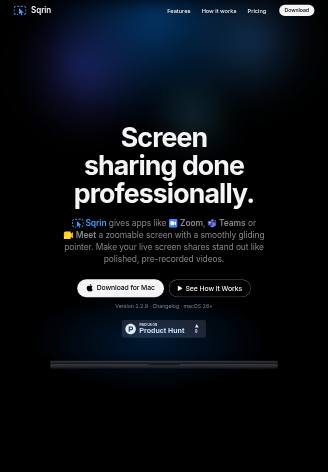 Sqrin
Features How it works Pricing Download
Screen
sharing done
professionally.
Sqrin gives apps like Zoom, Teams or
Meet a zoomable screen with a smoothly gliding
pointer. Make your live screen shares stand out like
polished, pre-recorded videos.
Download for Mac See How It Works
Version 1.2.8 · Changelog · macOS 26+
Product Hunt